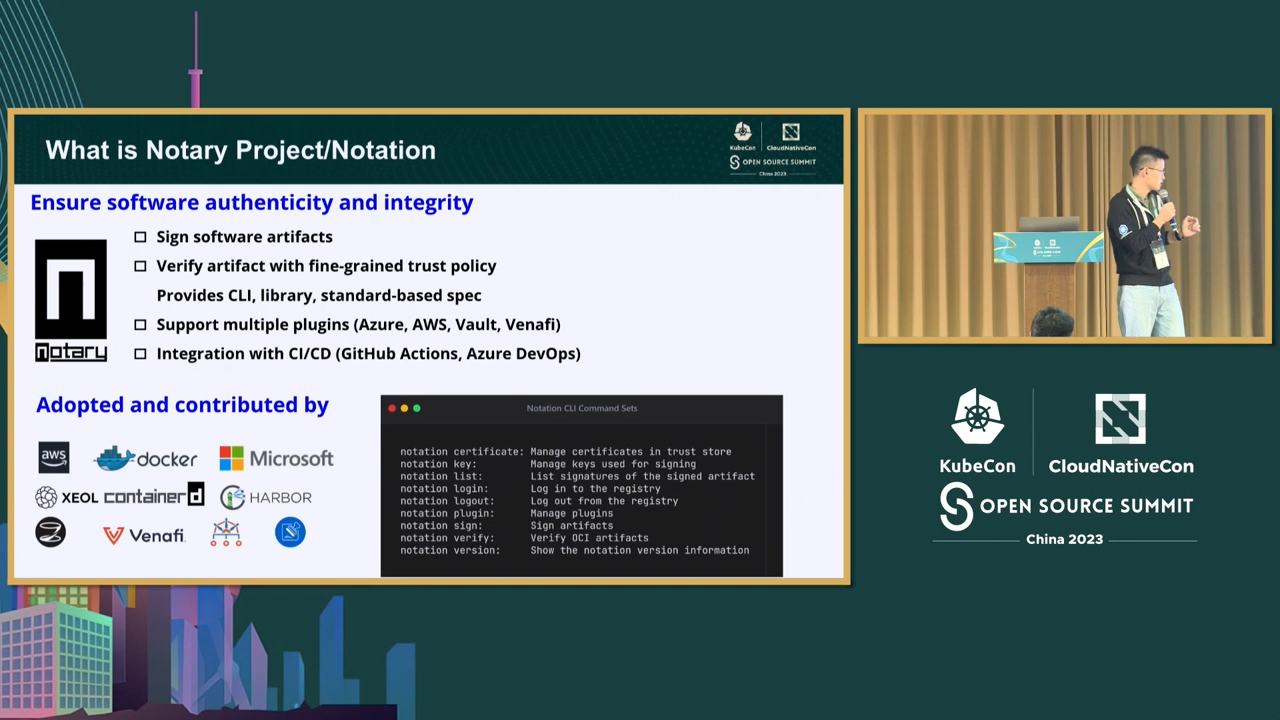 What is Notary Project/Notation
KubeCon
CloudNativeCon
OPEN SOURCE SUMMIT
China 2023
Ensure software authenticity and integrity
Sign software artifacts
Verify artifact with fine-grained trust policy
Provides CLI, library, standard-based spec
Support multiple plugins (Azure, AWS, Vault, Venafi)
Integration with CI/CD (GitHub Actions, Azure DevOps)
notary
Adopted and contributed by
aws
docker
Microsoft
XEOL
containerd
HARBOR
Venafi
Notation CLI Command Sets
notation certificate: Manage certificates in trust store
notation key: Manage keys used for signing
notation list: List signatures of the signed artifact
notation login: Log in to the registry
notation logout: Log out from the registry
notation plugin: Manage plugins
notation sign: Sign artifacts
notation verify: Verify OCI artifacts
notation version: Show the notation version information
KubeCon
CloudNativeCon
OPEN SOURCE SUMMIT
China 2023